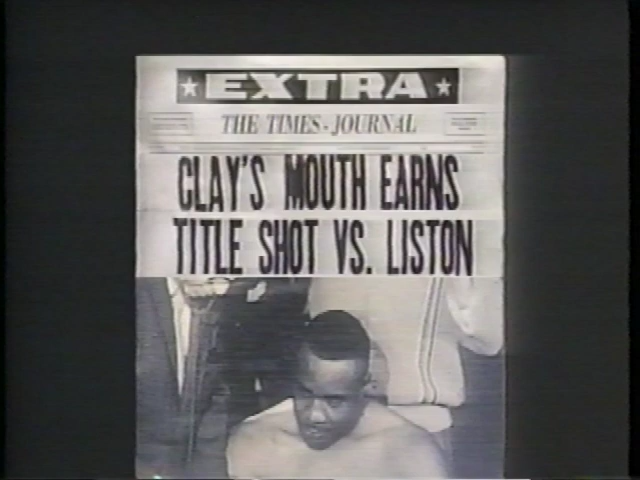 EXTRA
THE TIMES-JOURNAL
CLAY'S MOUTH EARNS
TITLE SHOT VS. LISTON